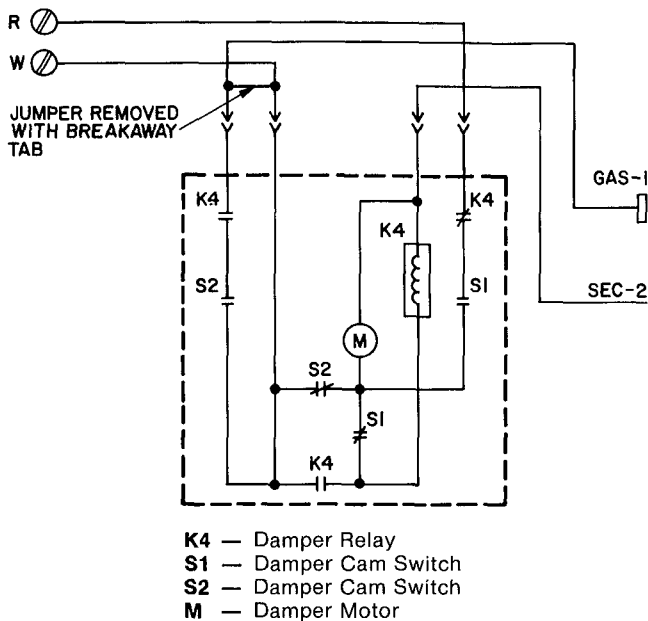 R
W
JUMPER REMOVED
WITH BREAKAWAY
TAB
GAS-1
K4
K4
K4
S2
S1
SEC-2
M
S2
S1
K4
K4 — Damper Relay
S1 — Damper Cam Switch
S2 — Damper Cam Switch
M — Damper Motor